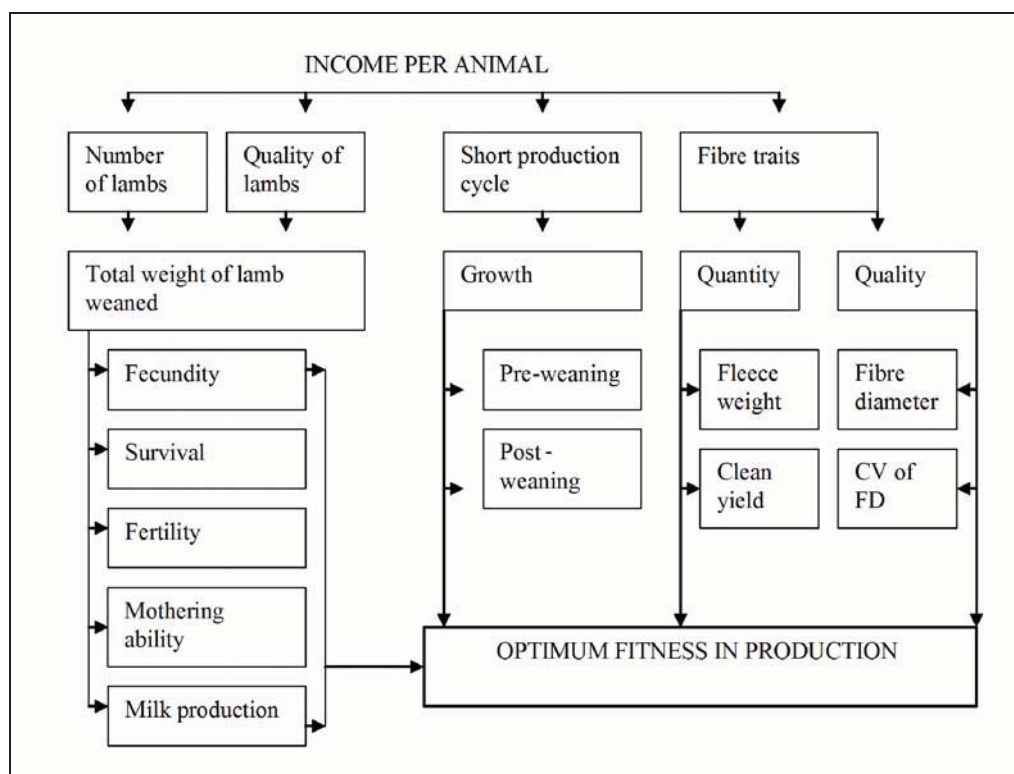 INCOME PER ANIMAL
Number
of lambs
Quality of
lambs
Short production
cycle
Fibre traits
Total weight of lamb
weaned
Growth
Quantity
Quality
Fecundity
Survival
Fertility
Mothering
ability
Milk production
Pre-weaning
Post-
weaning
Fleece
weight
Clean
yield
Fibre
diameter
CV of
FD
OPTIMUM FITNESS IN PRODUCTION